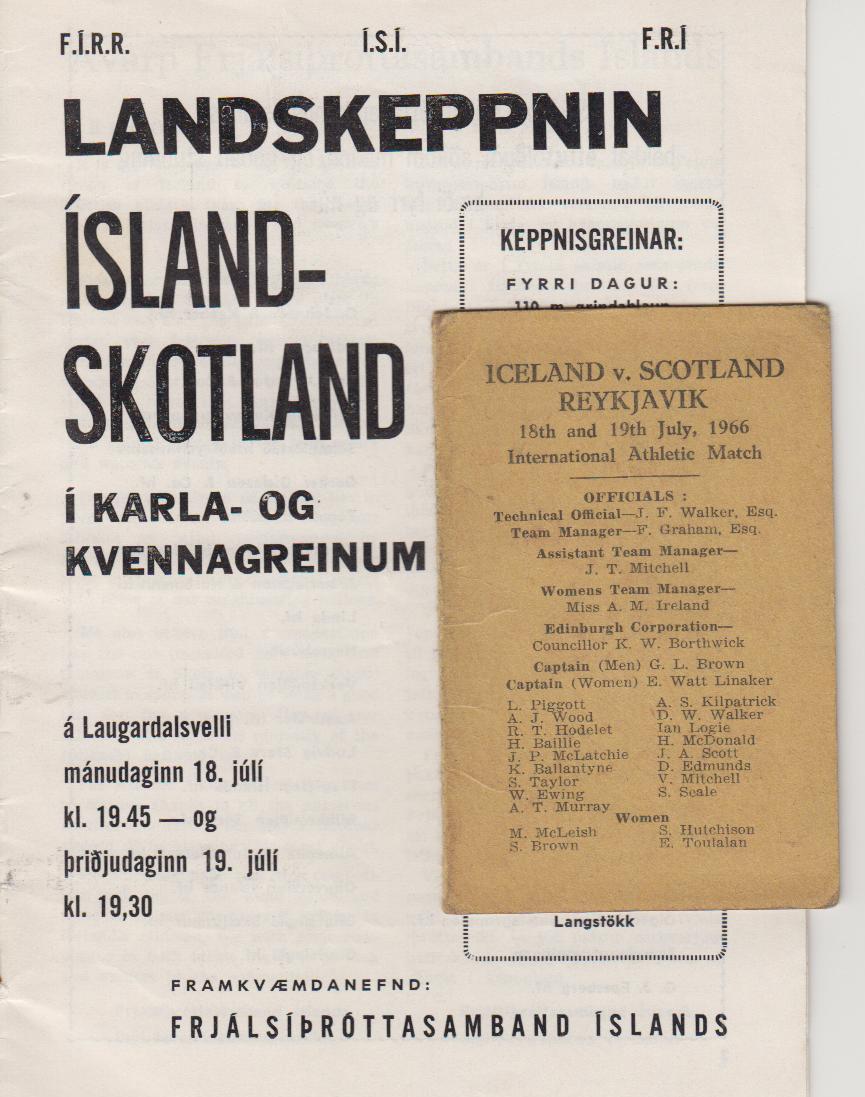 F.Í.R.R. Í.S.Í. F.R.Í
LANDSKEPPNIN
ÍSLAND-
SKOTLAND
Í KARLA- OG
KVENNAGREINUM
á Laugardalsvelli
mánudaginn 18. júlí
kl. 19.45 — og
þriðjudaginn 19. júlí
kl. 19,30
KEPPNISGREINAR:
FYRRI DAGUR:
110 m. grindahlaup
ICELAND v. SCOTLAND
REYKJAVIK
18th and 19th July, 1966
International Athletic Match
OFFICIALS :
Technical Official—J. F. Walker, Esq.
Team Manager—F. Graham, Esq.
Assistant Team Manager—
J. T. Mitchell
Womens Team Manager—
Miss A. M. Ireland
Edinburgh Corporation—
Councillor K. W. Borthwick
Captain (Men) G. L. Brown
Captain (Women) E. Watt Linaker
L. Piggott A. S. Kilpatrick
A. J. Wood D. W. Walker
R. T. Hodelet Ian Logie
H. Baillie H. McDonald
J. P. McLatchie J. A. Scott
K. Ballantyne D. Edmunds
S. Taylor V. Mitchell
W. Ewing S. Seale
A. T. Murray
Women
M. McLeish S. Hutchison
S. Brown E. Toulalan
Langstökk
FRAMKVÆMDANEFND:
FRJÁLSÍÞRÓTTASAMBAND ÍSLANDS